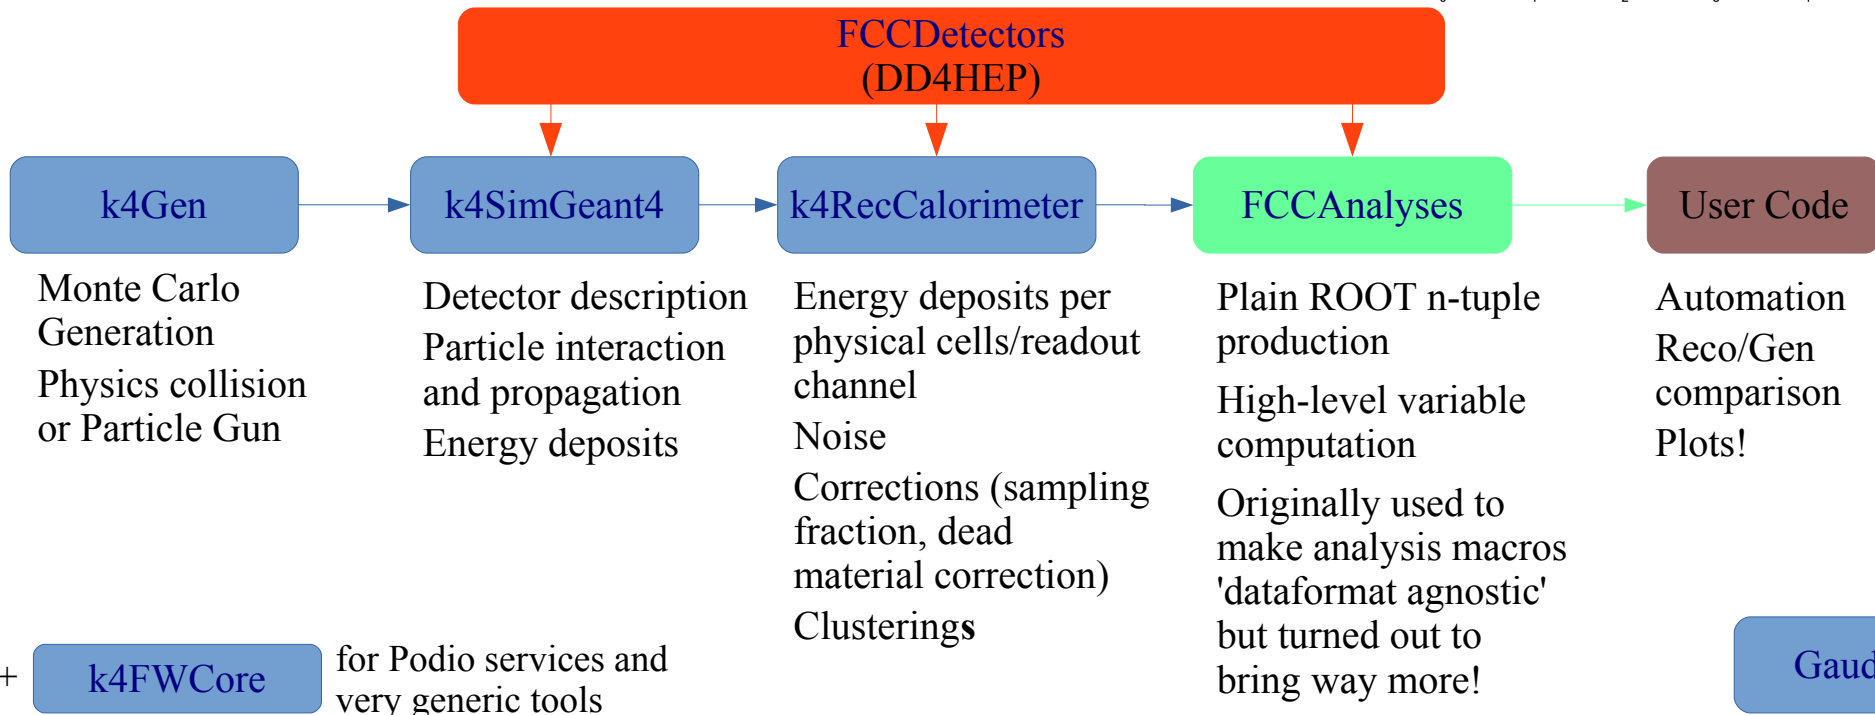 FCCDetectors
(DD4HEP)
k4Gen
k4SimGeant4
k4RecCalorimeter
FCCAnalyses
User Code
Monte Carlo
Generation
Physics collision
or Particle Gun
Detector description
Particle interaction
and propagation
Energy deposits
Energy deposits per
physical cells/readout
channel
Noise
Corrections (sampling
fraction, dead
material correction)
Clusterings
Plain ROOT n-tuple
production
High-level variable
computation
Originally used to
make analysis macros
'dataformat agnostic'
but turned out to
bring way more!
Automation
Reco/Gen
comparison
Plots!
+ k4FWCore
for Podio services and
very generic tools
Gaud